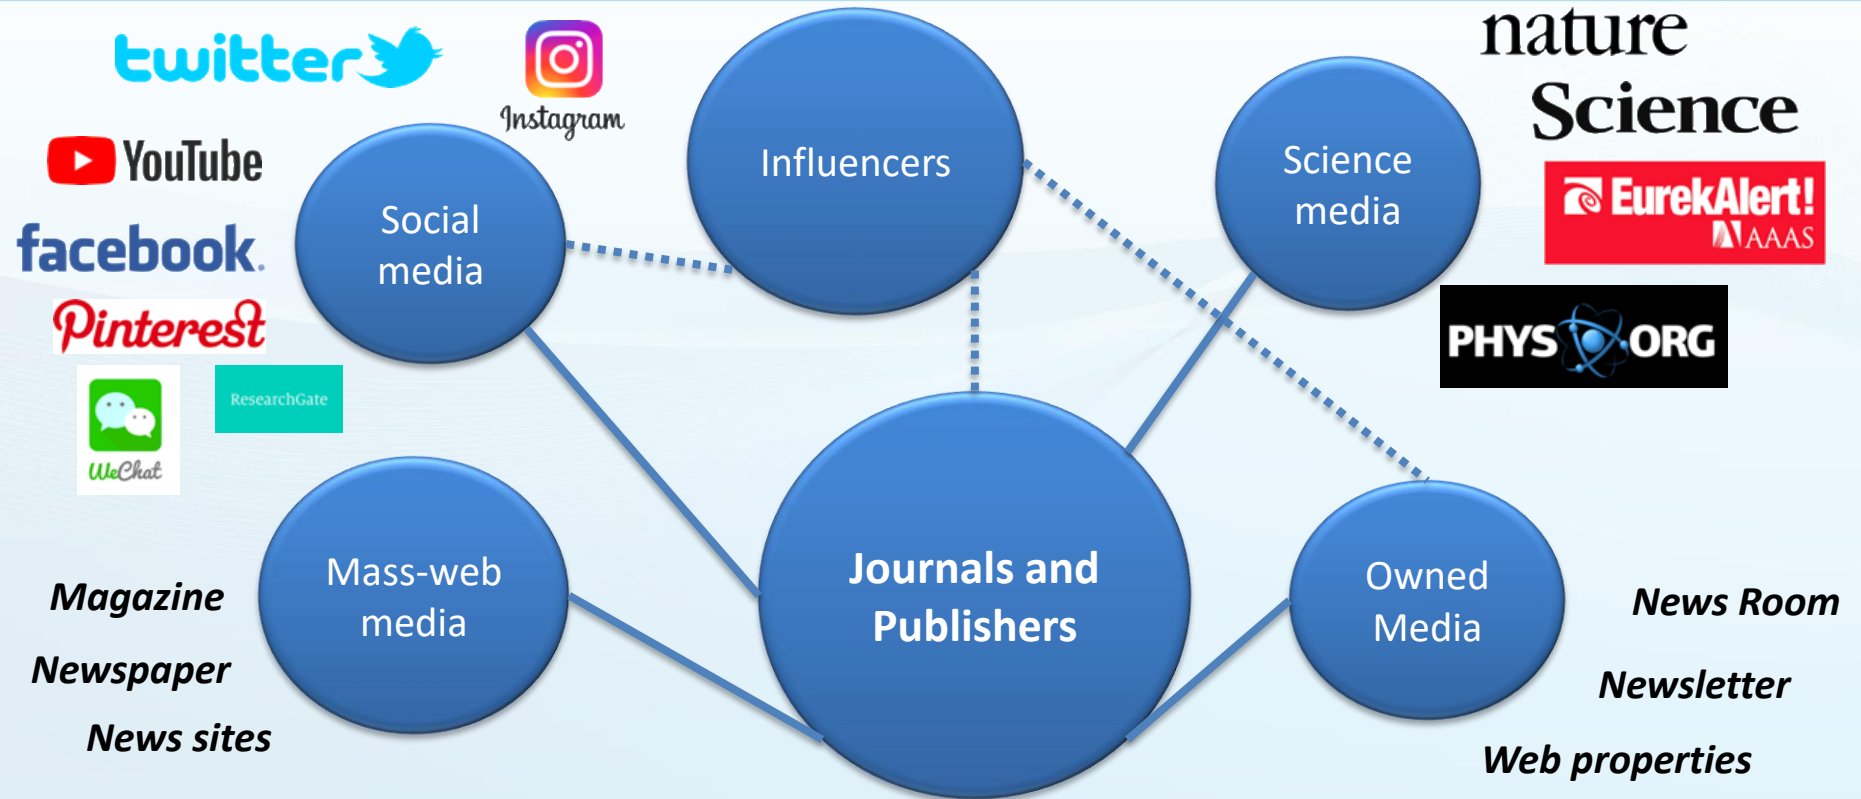 twitter
Instagram
YouTube
facebook.
Pinterest
WeChat
ResearchGate
Social
media
Influencers
Science
media
nature
Science
EurekAlert!
AAAS
PHYS ORG
Mass-web
media
Magazine
Newspaper
News sites
Journals and
Publishers
Owned
Media
News Room
Newsletter
Web properties